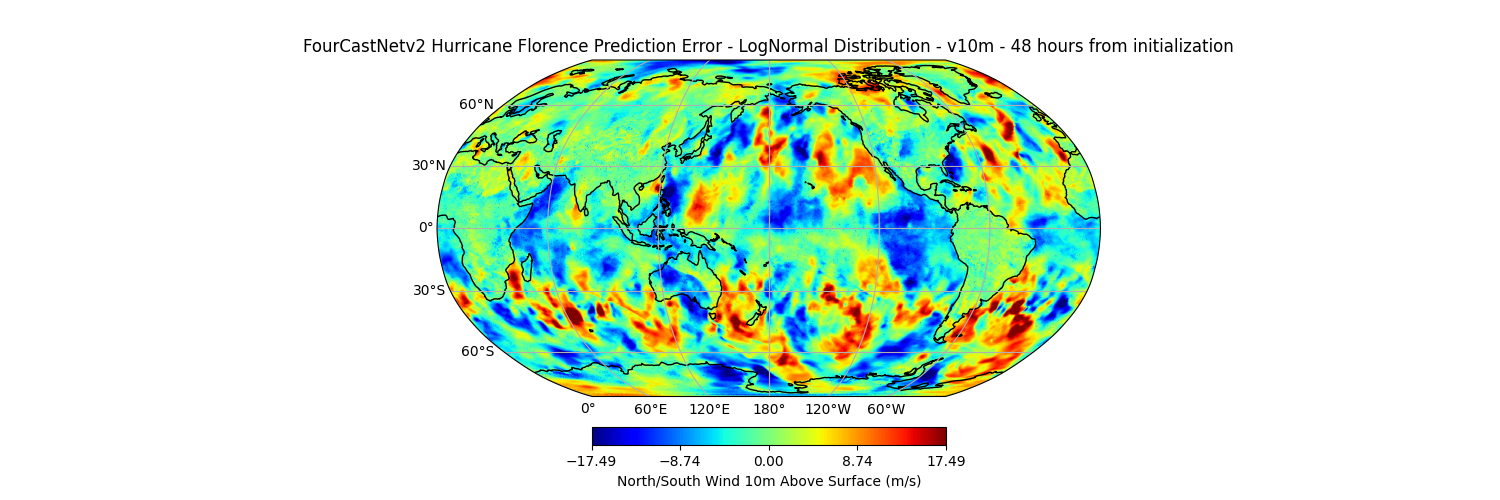 FourCastNetv2 Hurricane Florence Prediction Error - LogNormal Distribution - v10m - 48 hours from initialization
60°N
30°N
0°
30°S
60°S
0° 60°E 120°E 180° 120°W 60°W
−17.49 −8.74 0.00 8.74 17.49
North/South Wind 10m Above Surface (m/s)